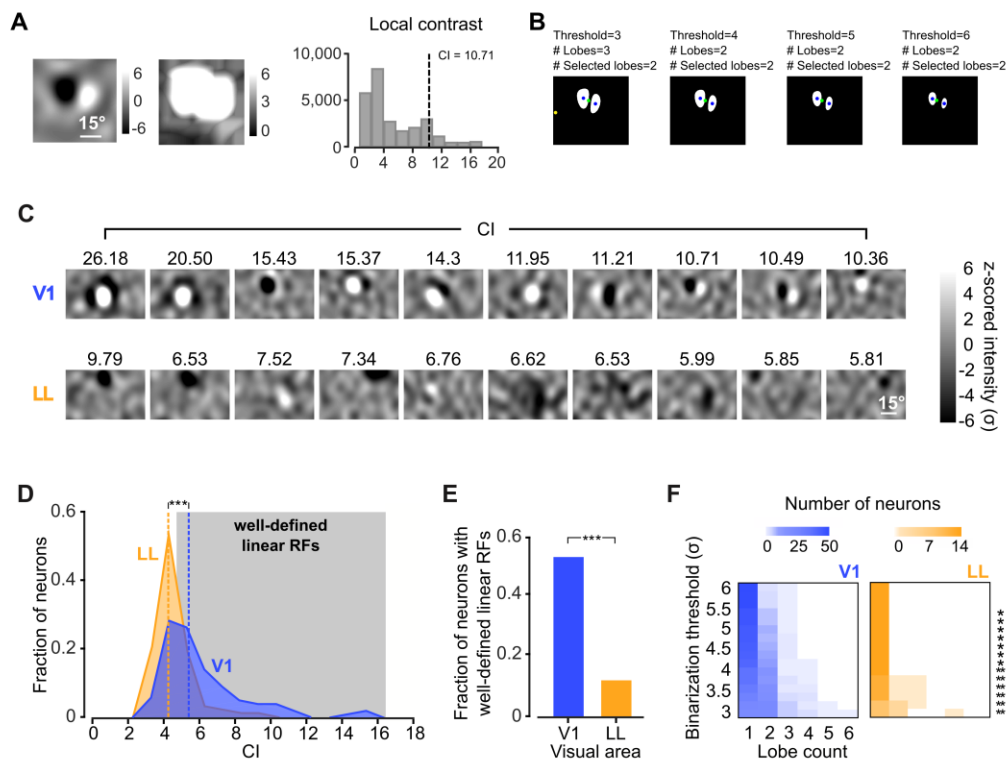 A
6
0
-6
15°
6
3
0
Local contrast
10,000
5,000
CI = 10.71
0 4 8 12 16 20
B
Threshold=3
# Lobes=3
# Selected lobes=2
Threshold=4
# Lobes=2
# Selected lobes=2
Threshold=5
# Lobes=2
# Selected lobes=2
Threshold=6
# Lobes=2
# Selected lobes=2
C
CI
26.18 20.50 15.43 15.37 14.3 11.95 11.21 10.71 10.49 10.36
V1
9.79 6.53 7.52 7.34 6.76 6.62 6.53 5.99 5.85 5.81
LL
15°
6
4
2
0
-2
-4
-6
z-scored intensity (σ)
D
Fraction of neurons
0.6
0.4
0.2
0
***
well-defined
linear RFs
LL
V1
0 2 4 6 8 10 12 14 16 18
CI
E
Fraction of neurons with
well-defined linear RFs
0.6
0.4
0.2
0
***
V1 LL
Visual area
F
Number of neurons
0 25 50
0 7 14
V1
LL
Binarization threshold (σ)
6
5.5
5
4.5
4
3.5
3
1 2 3 4 5 6
Lobe count